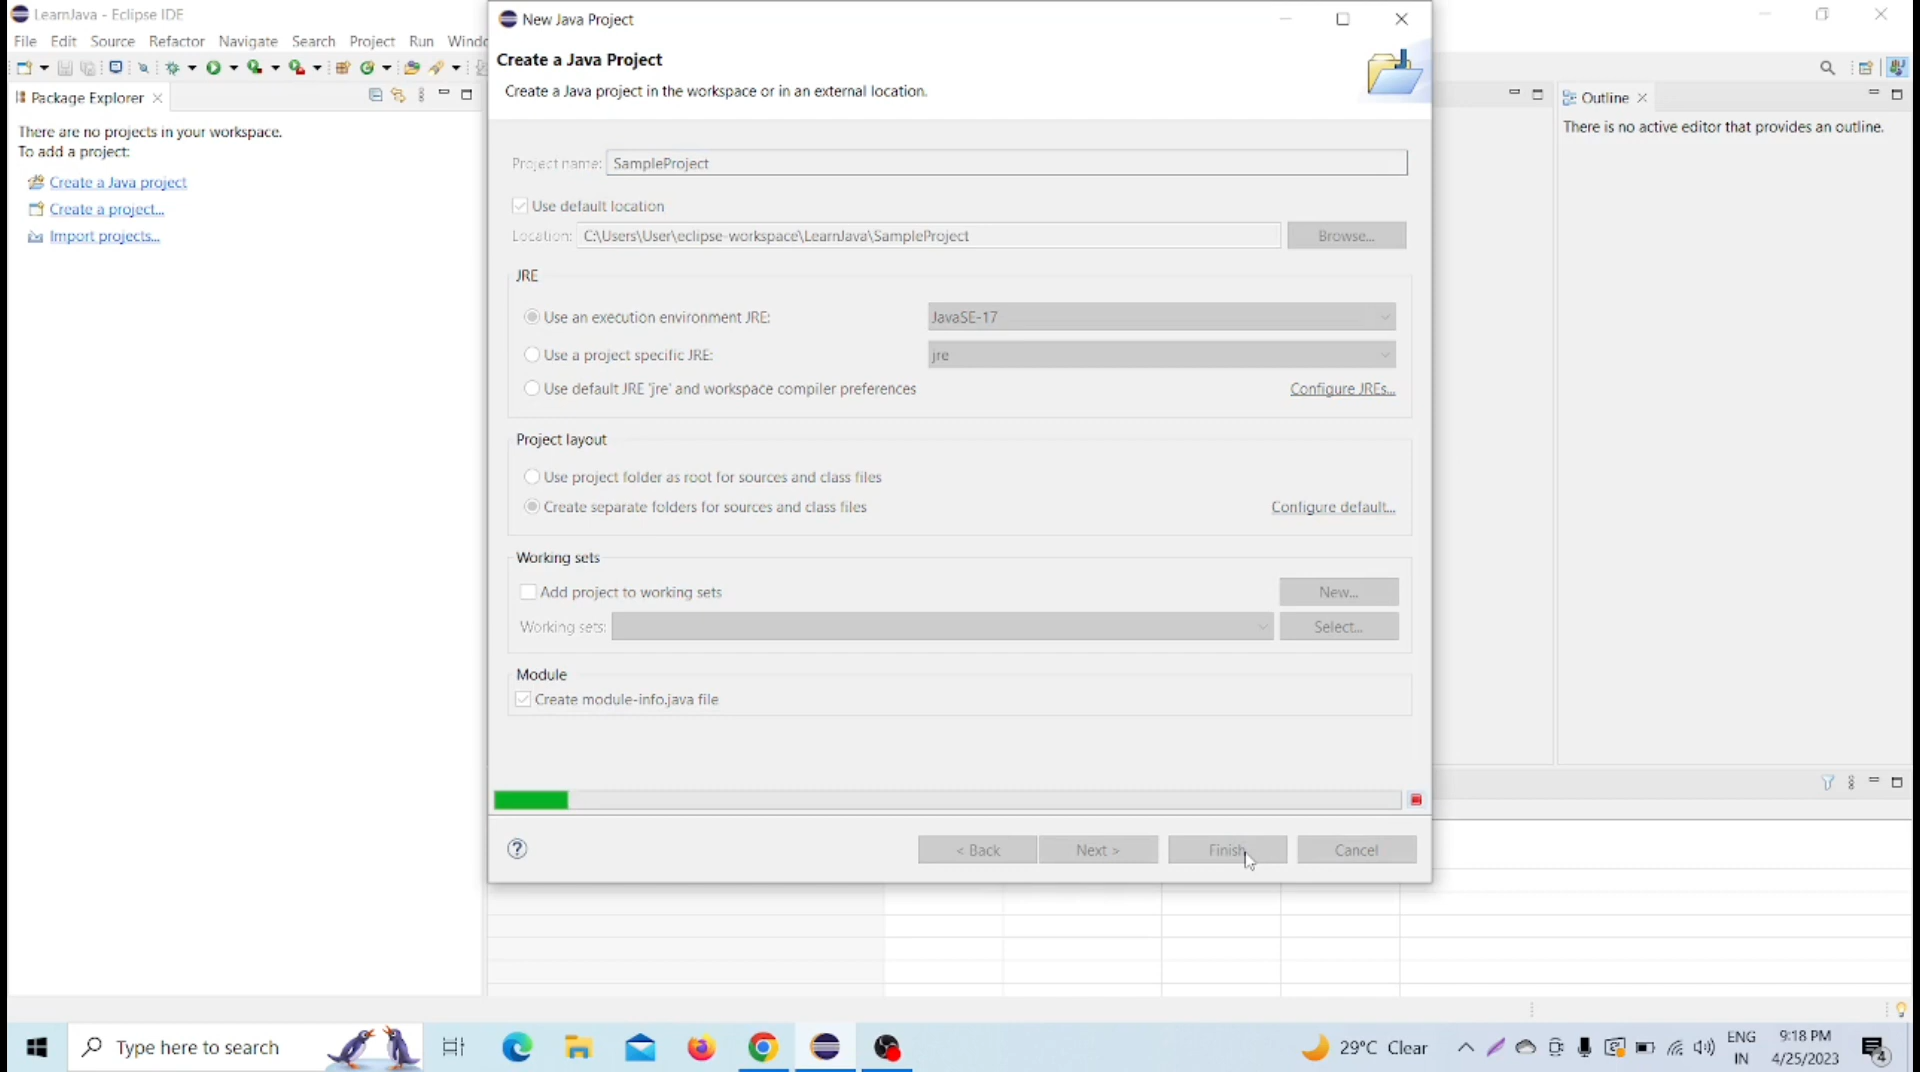 LearnJava - Eclipse IDE
File Edit Source Refactor Navigate Search Project Run
Package Explorer
There are no projects in your workspace.
To add a project:
Create a Java project
Create a project...
Import projects...
New Java Project
Create a Java Project
Create a Java project in the workspace or in an external location.
Project name: SampleProject
Use default location
Location: C:\Users\User\eclipse-workspace\LearnJava\SampleProject Browse...
JRE
Use an execution environment JRE: JavaSE-17
Use a project specific JRE: jre
Use default JRE 'jre' and workspace compiler preferences Configure JREs...
Project layout
Use project folder as root for sources and class files
Create separate folders for sources and class files Configure default...
Working sets
Add project to working sets New...
Working sets: Select...
Module
Create module-info.java file
< Back Next > Finish Cancel
Outline
There is no active editor that provides an outline.
Type here to search
29°C Clear
ENG
IN
9:18 PM
4/25/2023
4